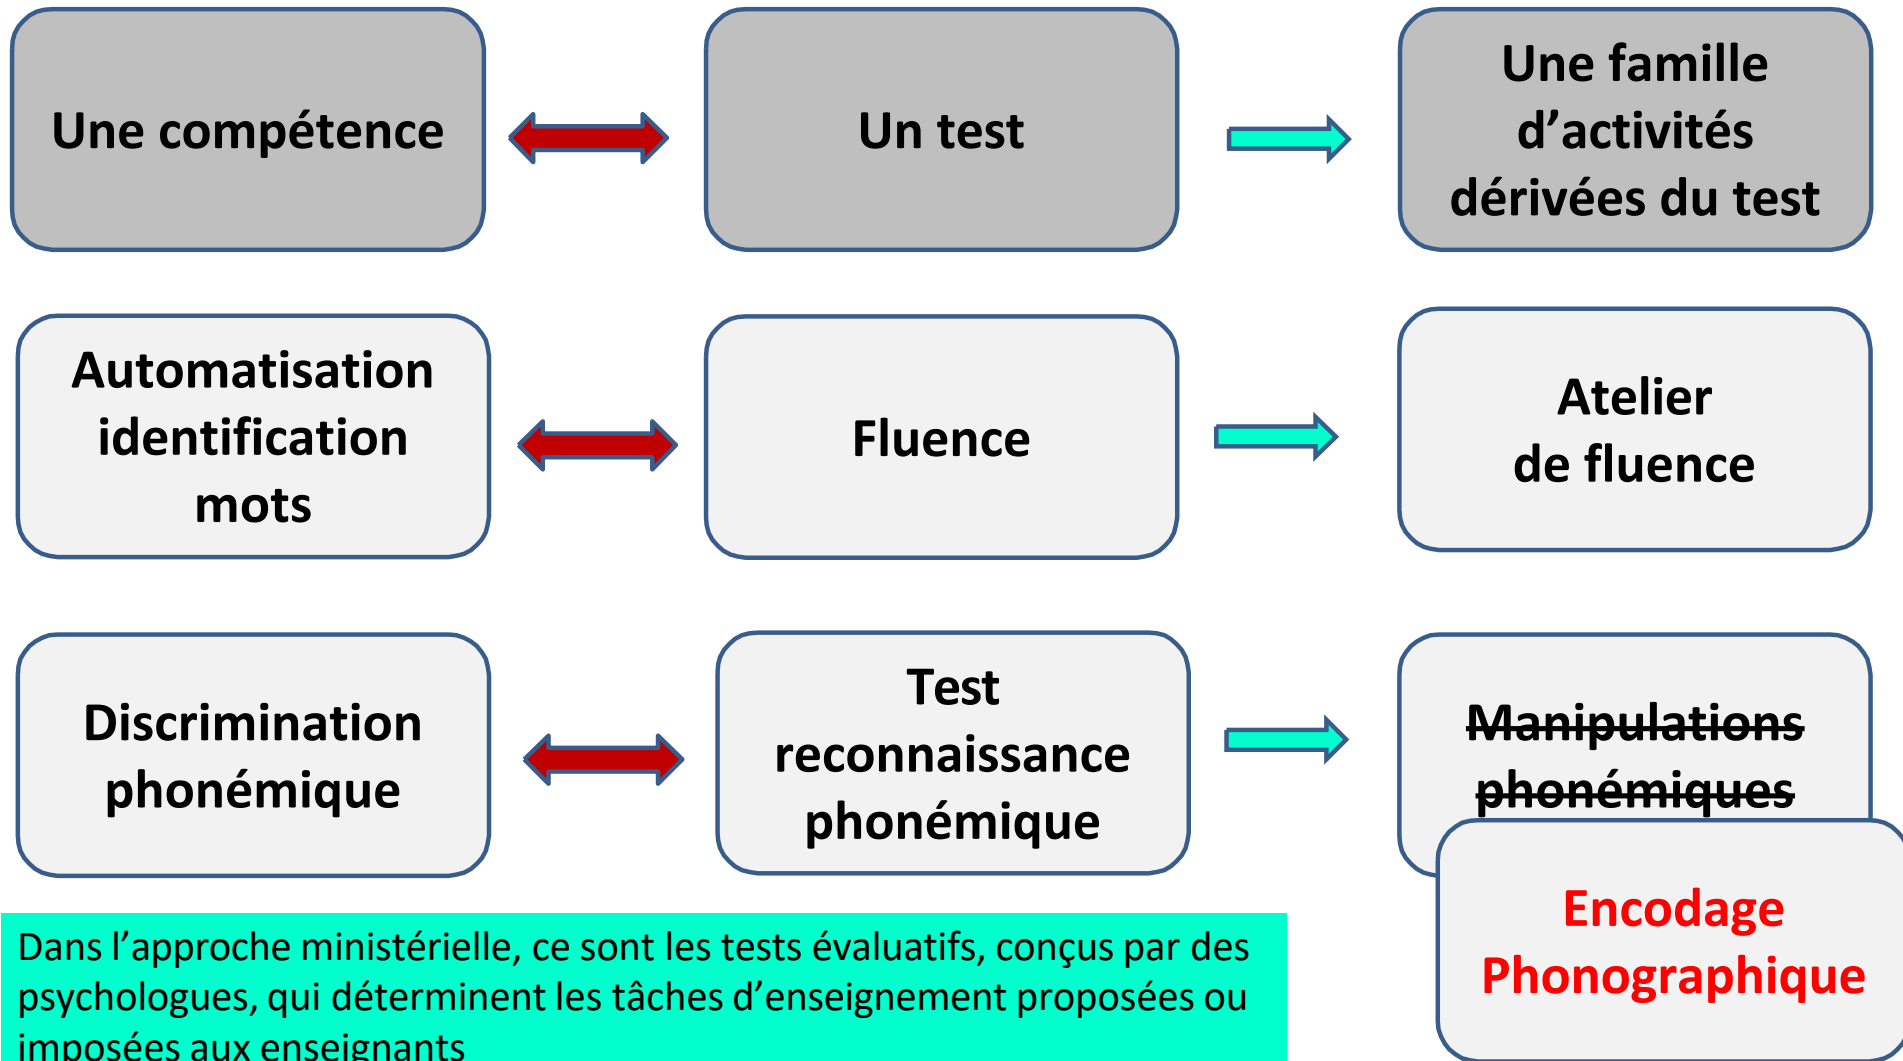 Une compétence
Un test
Une famille
d’activités
dérivées du test
Automatisation
identification
mots
Fluence
Atelier
de fluence
Discrimination
phonémique
Test
reconnaissance
phonémique
Manipulations
phonémiques
Encodage
Phonographique
Dans l’approche ministérielle, ce sont les tests évaluatifs, conçus par des
psychologues, qui déterminent les tâches d’enseignement proposées ou
imposées aux enseignants